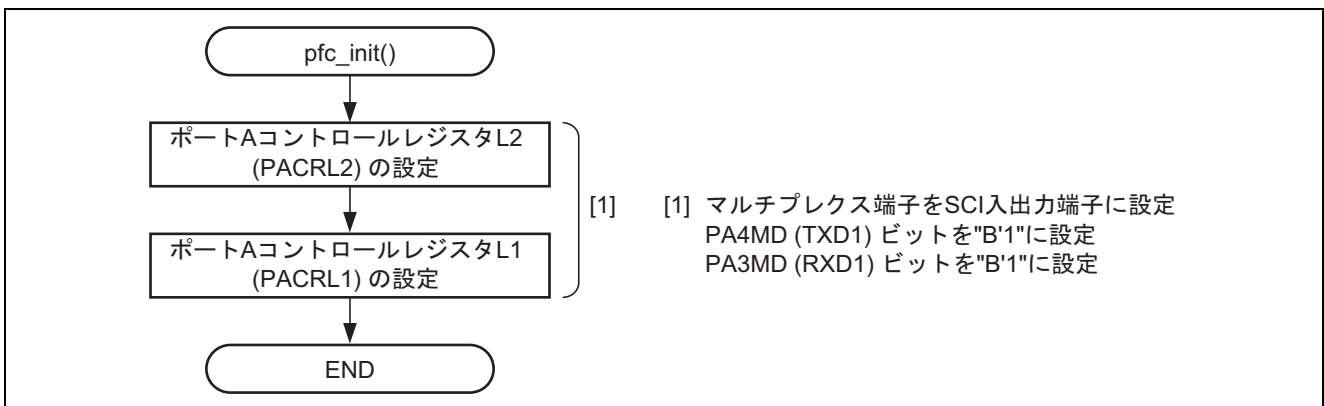 pfc_init()
ポートAコントロールレジスタL2
(PACRL2) の設定
ポートAコントロールレジスタL1
(PACRL1) の設定
[1]
[1] マルチプレクス端子をSCI入出力端子に設定
PA4MD (TXD1) ビットを"B'1"に設定
PA3MD (RXD1) ビットを"B'1"に設定
END